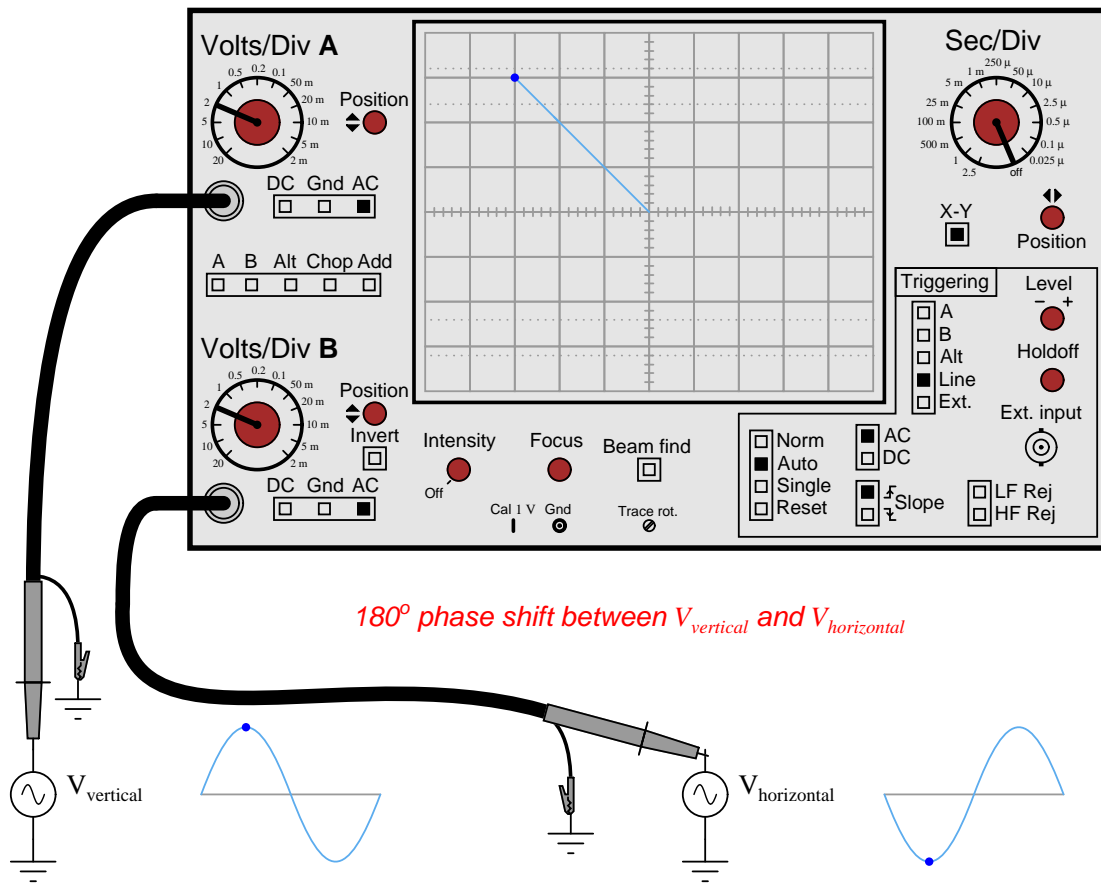 Volts/Div A
0.5 0.2 0.1
1 50 m
2 20 m
5 10 m
10 5 m
20 2 m
Position
DC Gnd AC
A B Alt Chop Add
Volts/Div B
0.5 0.2 0.1
1 50 m
2 20 m
5 10 m
10 5 m
20 2 m
Position
Invert
DC Gnd AC
Intensity
Off
Focus
Beam find
Cal 1 V Gnd Trace rot.
Sec/Div
250 µ
1 m 50 µ
5 m 10 µ
25 m 2.5 µ
100 m 0.5 µ
500 m 0.1 µ
1 0.025 µ
2.5 off
X-Y
Position
Triggering
A
B
Alt
Line
Ext.
Level
− +
Holdoff
Ext. input
Norm
Auto
Single
Reset
AC
DC
Slope
LF Rej
HF Rej
180o phase shift between Vvertical and Vhorizontal
Vvertical
Vhorizontal